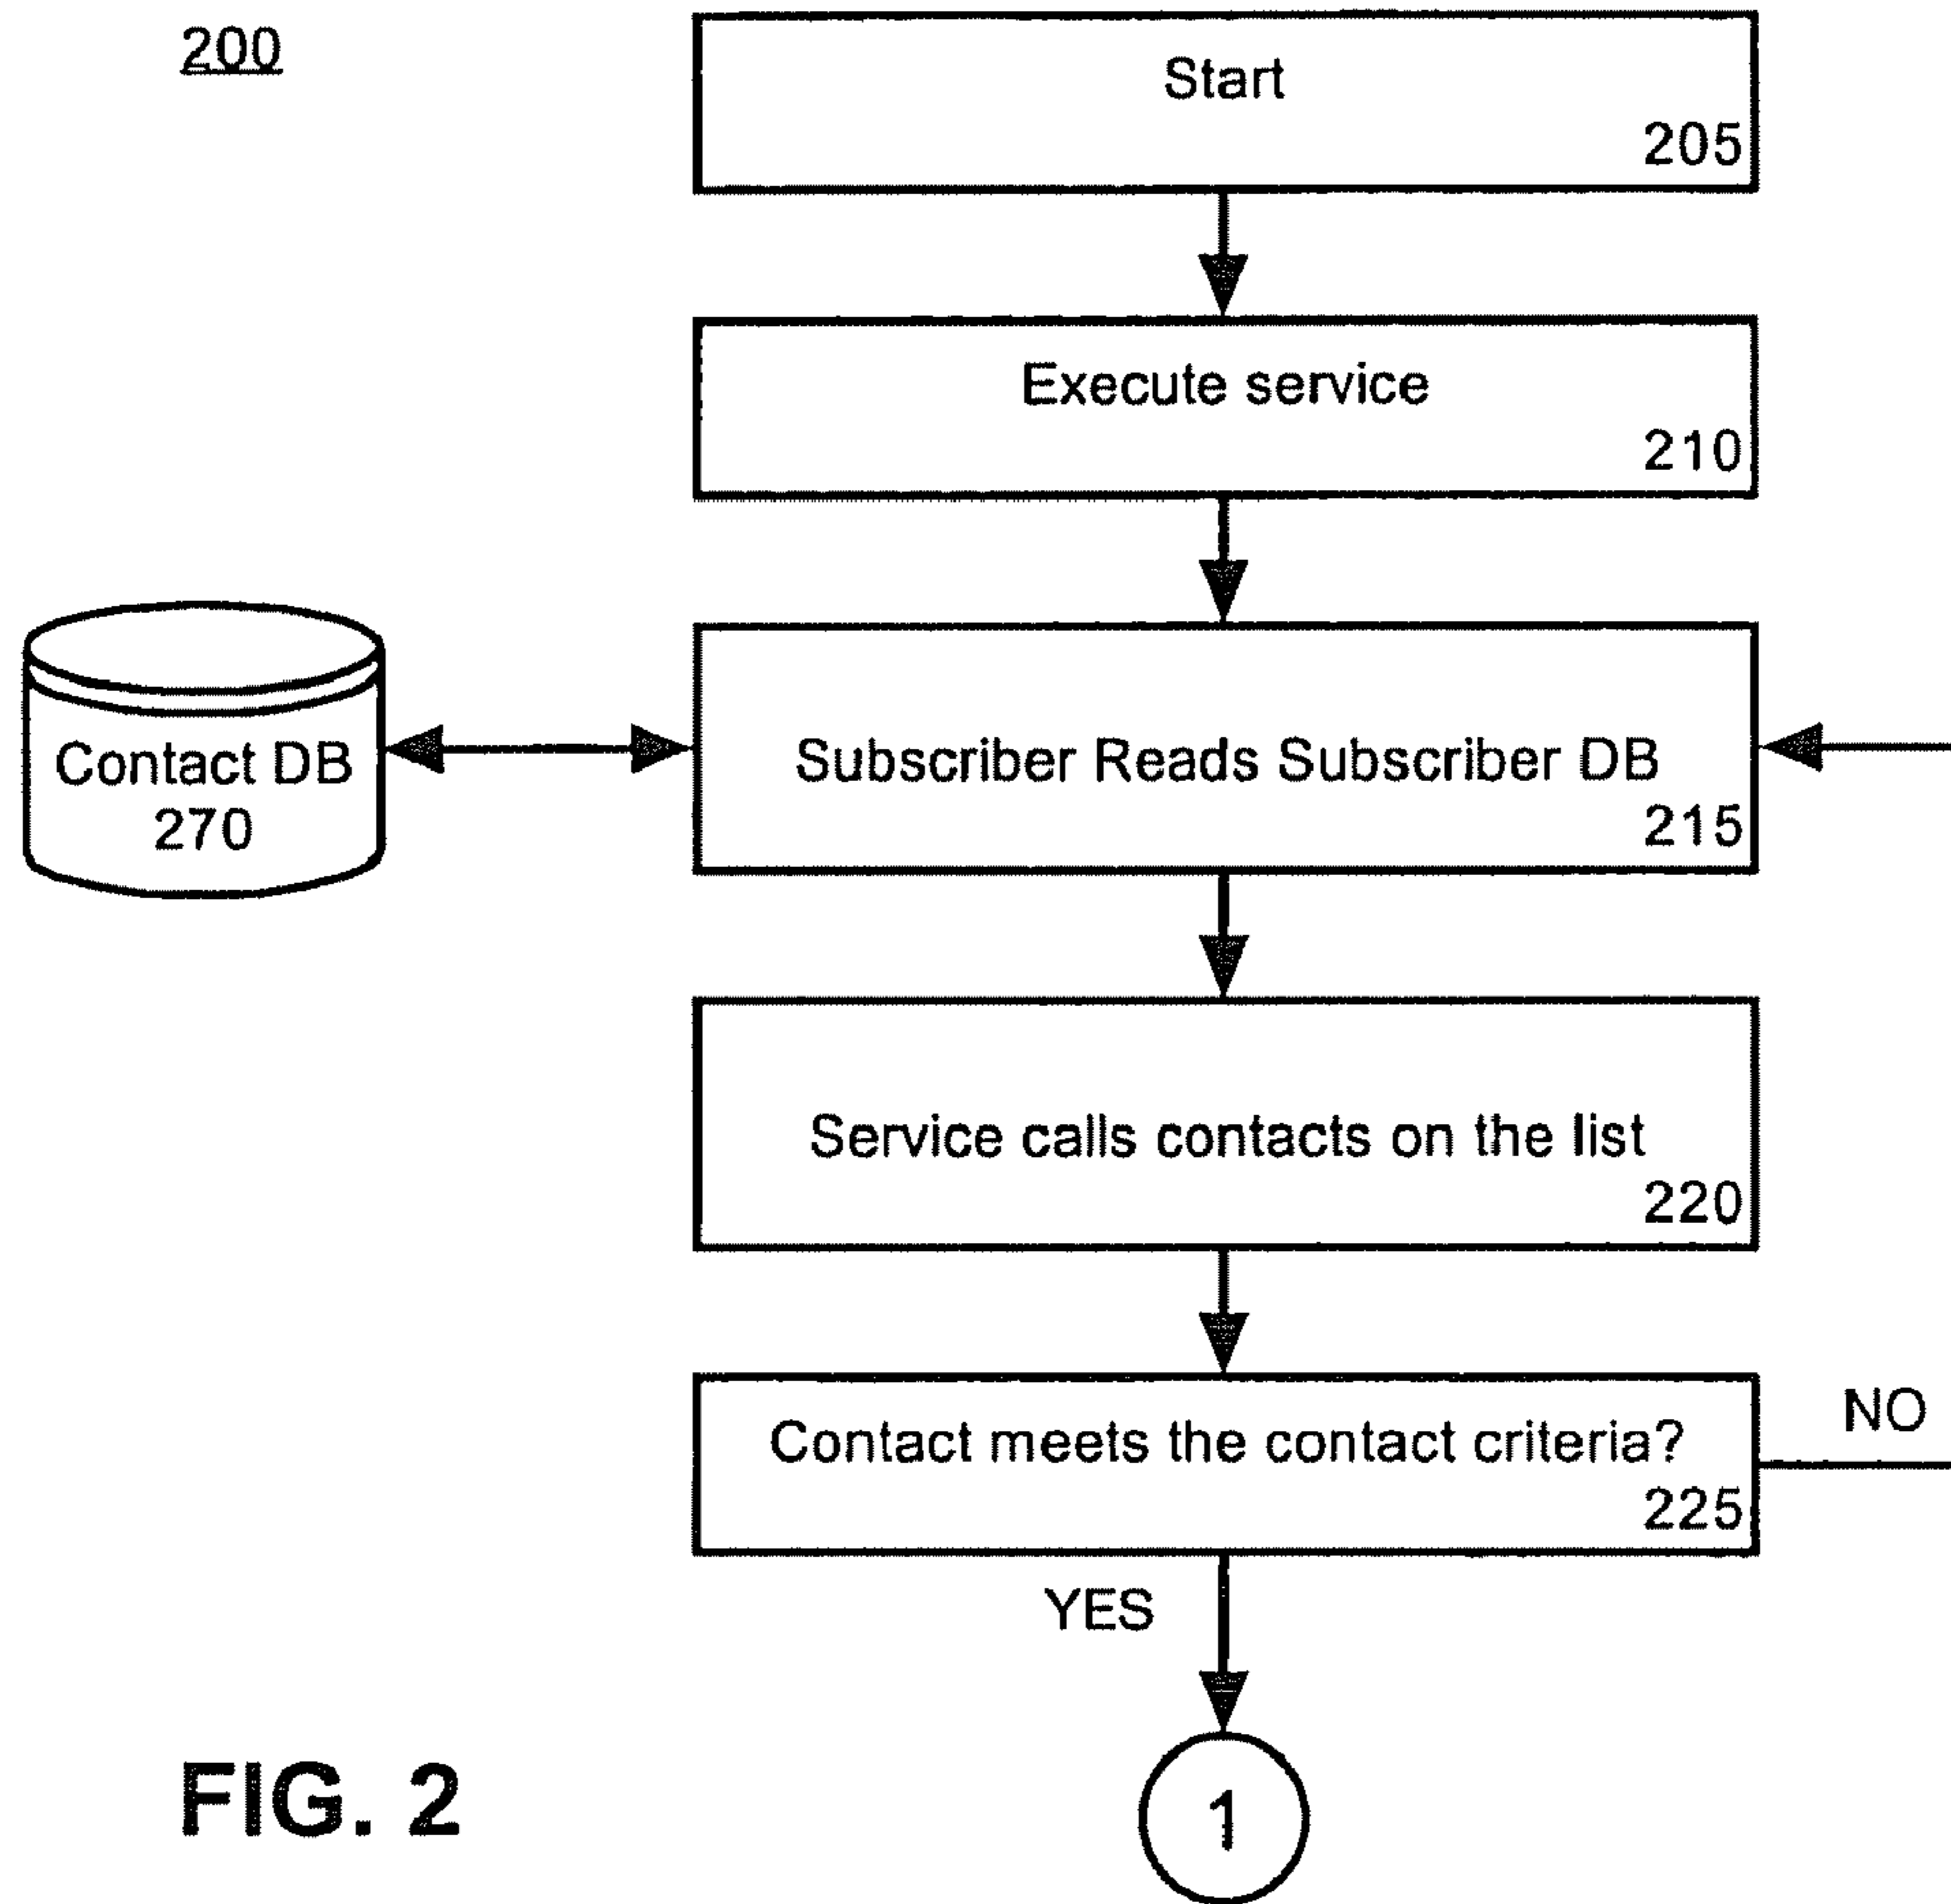 200
Start
205
Execute service
210
Contact DB
270
Subscriber Reads Subscriber DB
215
Service calls contacts on the list
220
Contact meets the contact criteria?
225
NO
YES
1
FIG. 2